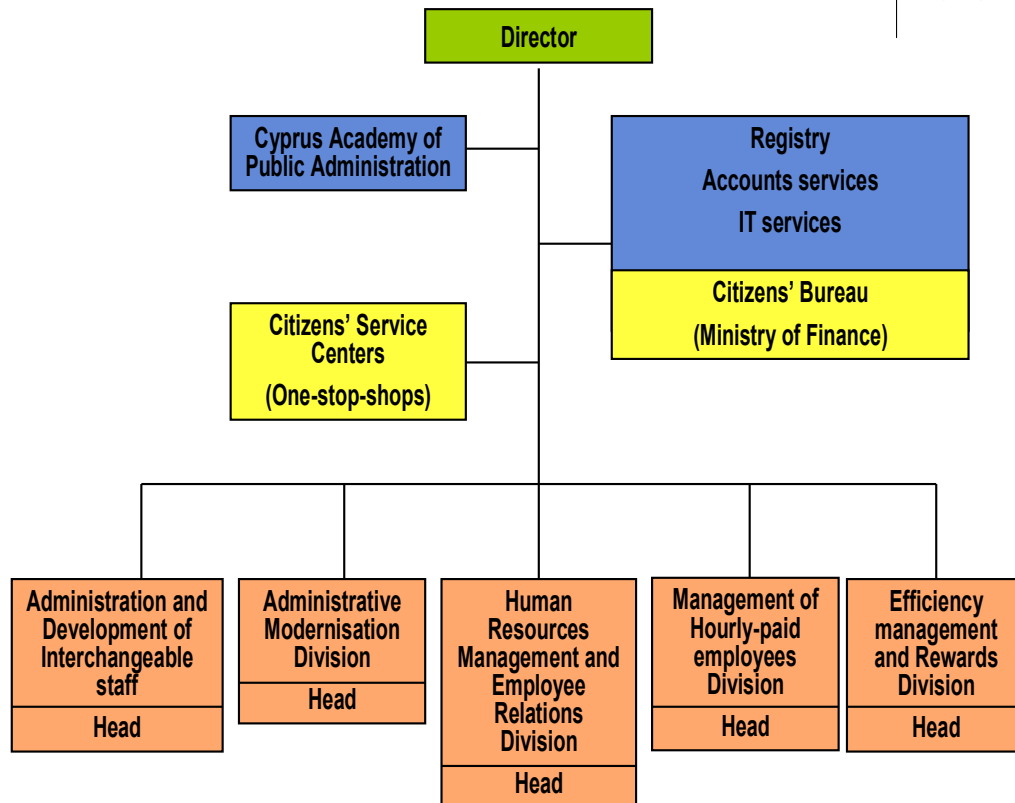 Director
Cyprus Academy of
Public Administration
Registry
Accounts services
IT services
Citizens’ Bureau
(Ministry of Finance)
Citizens’ Service
Centers
(One-stop-shops)
Administration and
Development of
Interchangeable
staff
Head
Administrative
Modernisation
Division
Head
Human
Resources
Management and
Employee
Relations
Division
Head
Management of
Hourly-paid
employees
Division
Head
Efficiency
management
and Rewards
Division
Head